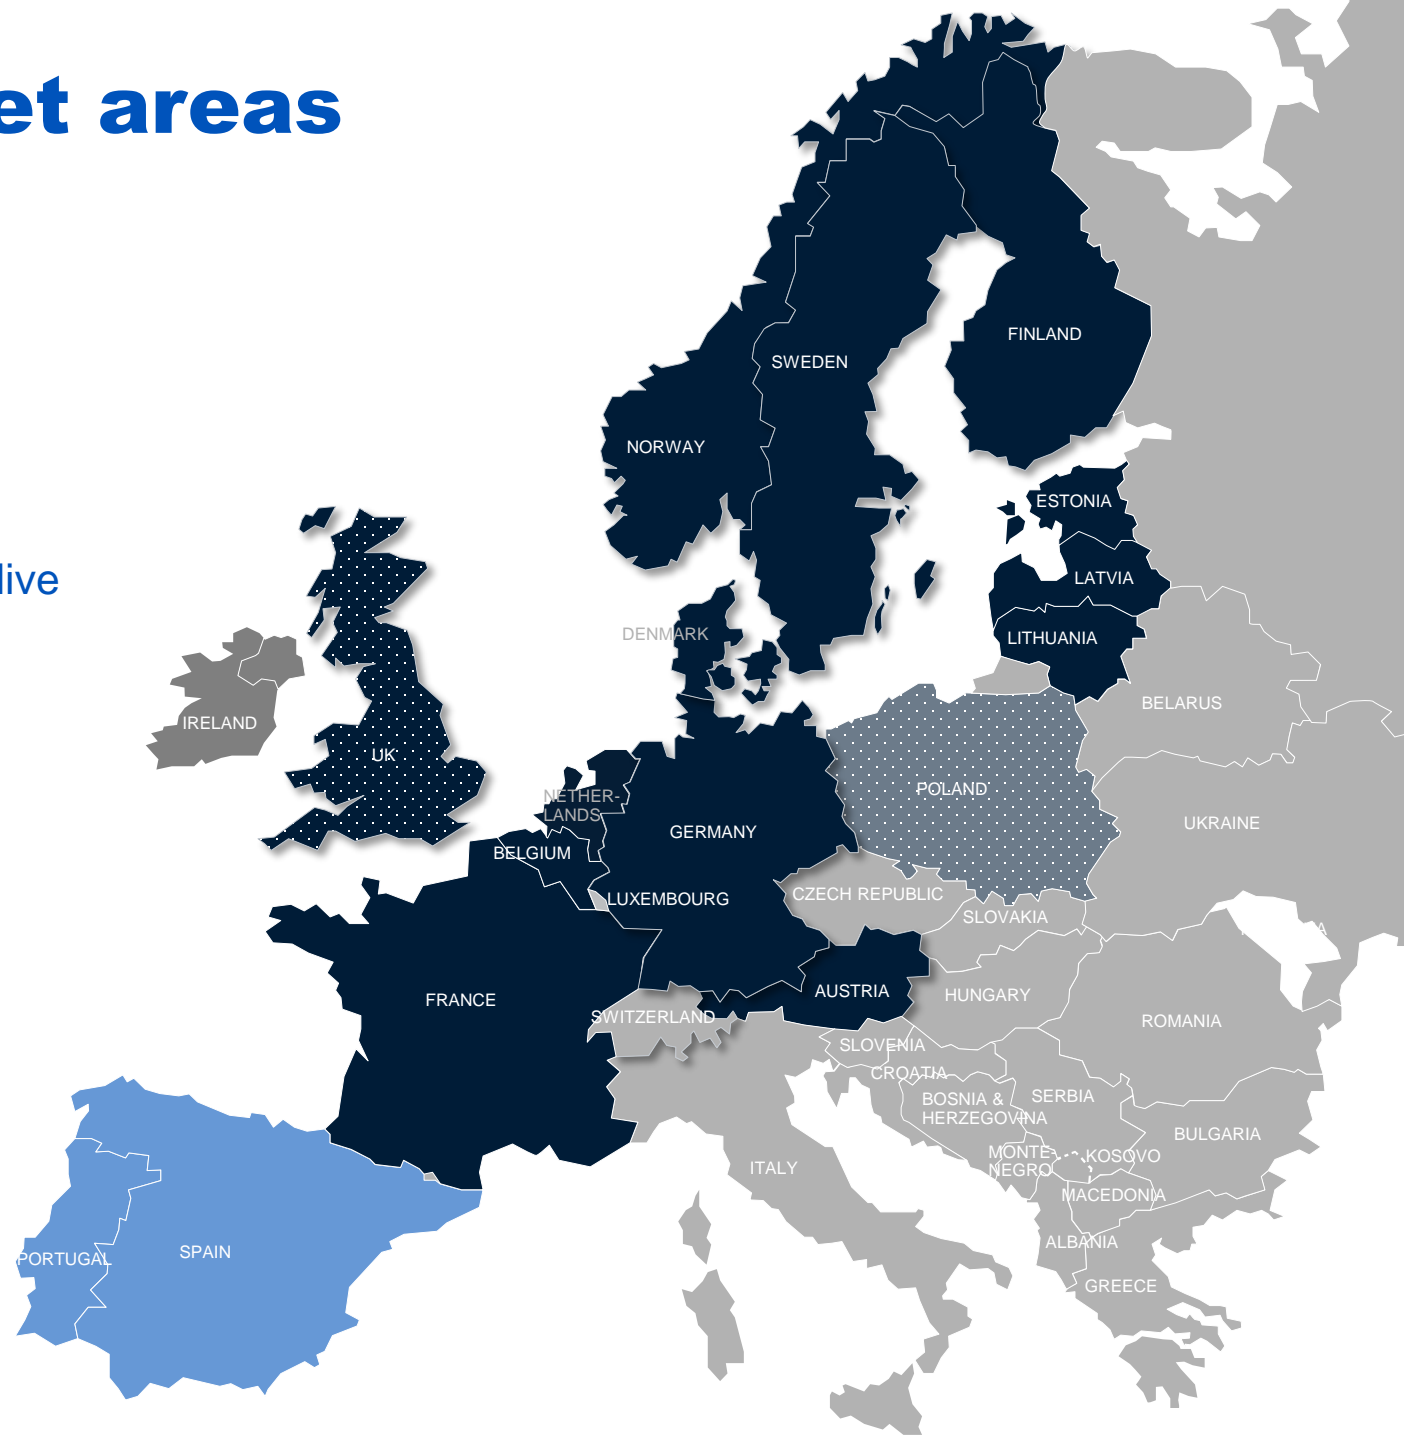 et areas
FINLAND
SWEDEN
NORWAY
ESTONIA
live
LATVIA
DENMARK
LITHUANIA
BELARUS
IRELAND
UK
POLAND
NETHER-
LANDS
UKRAINE
GERMANY
BELGIUM
CZECH REPUBLIC
LUXEMBOURG
SLOVAKIA
AUSTRIA
HUNGARY
FRANCE
SWITZERLAND
ROMANIA
SLOVENIA
CROATIA
SERBIA
BOSNIA &
HERZEGOVINA
BULGARIA
MONTE-
NEGRO
KOSOVO
ITALY
MACEDONIA
ALBANIA
SPAIN
PORTUGAL
GREECE